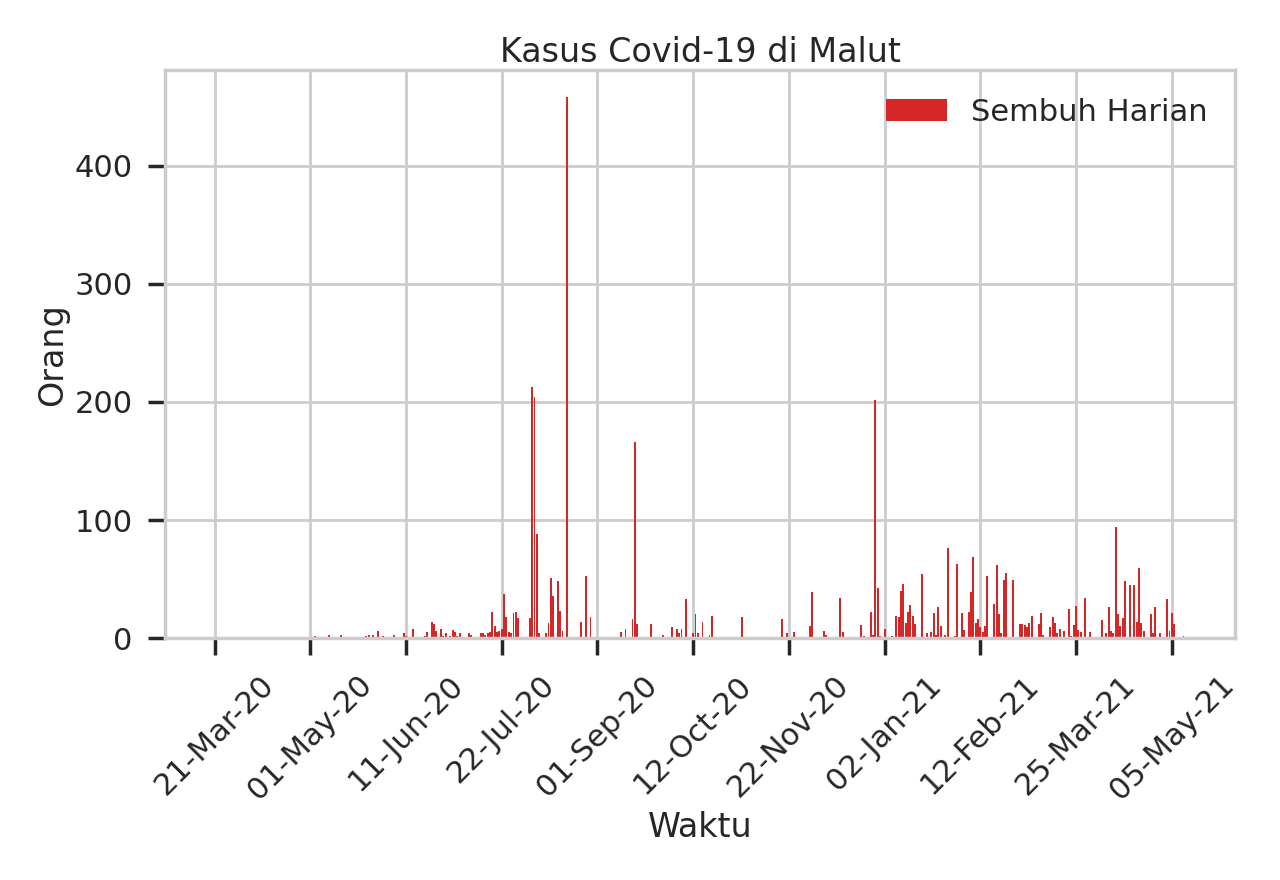 Kasus Covid-19 di Malut
Sembuh Harian
Orang
400
300
200
100
0
21-Mar-20
01-May-20
11-Jun-20
22-Jul-20
01-Sep-20
12-Oct-20
22-Nov-20
02-Jan-21
12-Feb-21
25-Mar-21
05-May-21
Waktu